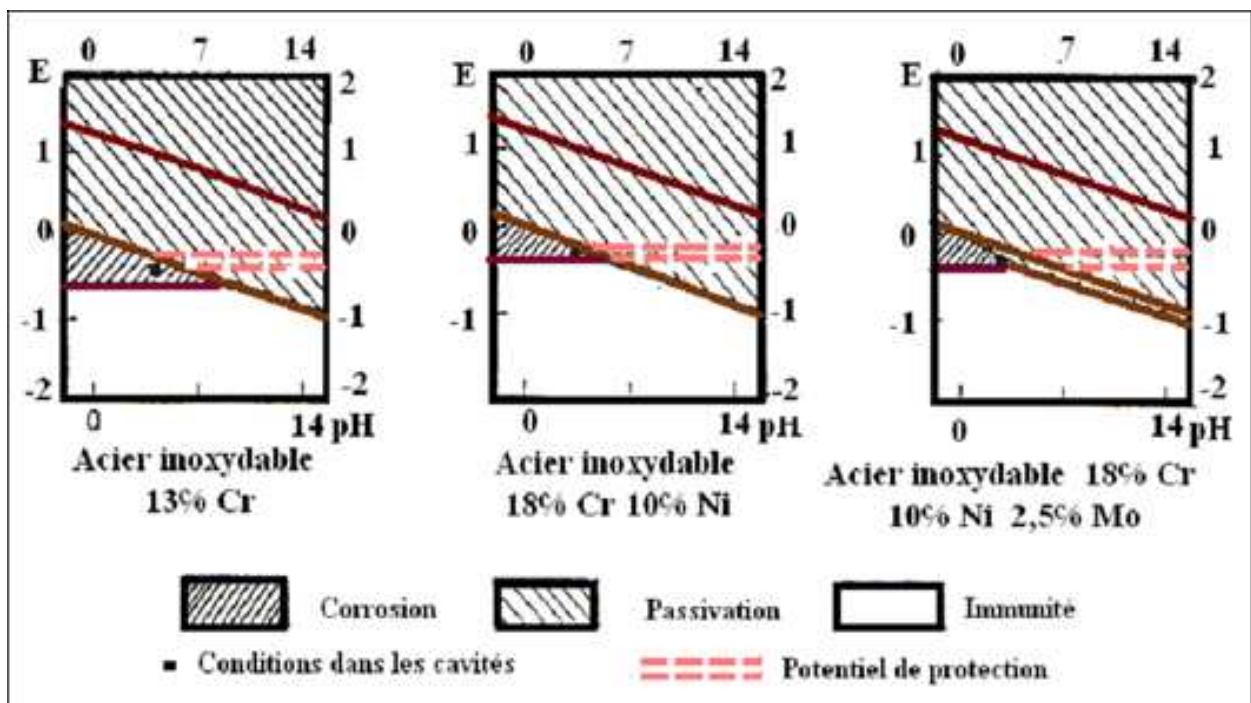 0 7 14
E 2
1 1
0 0
-1 -1
-2 -2
0 14 pH
Acier inoxydable
13% Cr
0 7 14
E 2
1 1
0 0
-1 -1
-2 -2
0 14 pH
Acier inoxydable
18% Cr 10% Ni
0 7 14
E 2
1 1
0 0
-1 -1
-2
0 14 pH
Acier inoxydable 18% Cr
10% Ni 2,5% Mo
Corrosion Passivation Immunité
Conditions dans les cavités Potentiel de protection